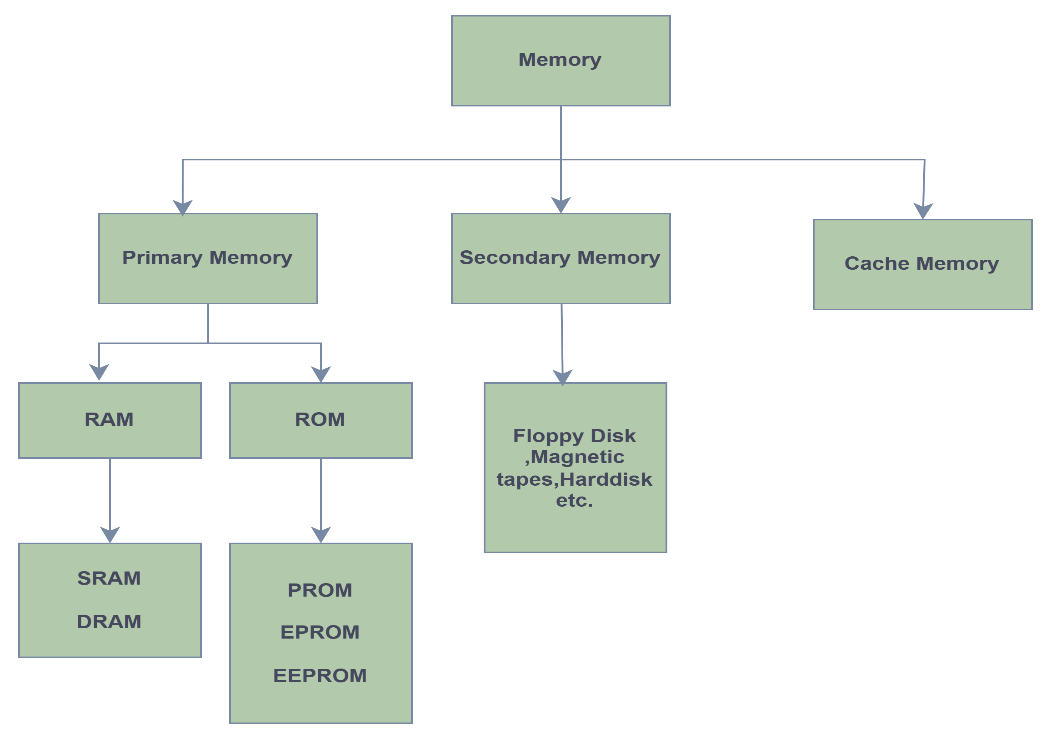 Memory
Primary Memory
Secondary Memory
Cache Memory
RAM
ROM
Floppy Disk
,Magnetic
tapes,Harddisk
etc.
SRAM
DRAM
PROM
EPROM
EEPROM